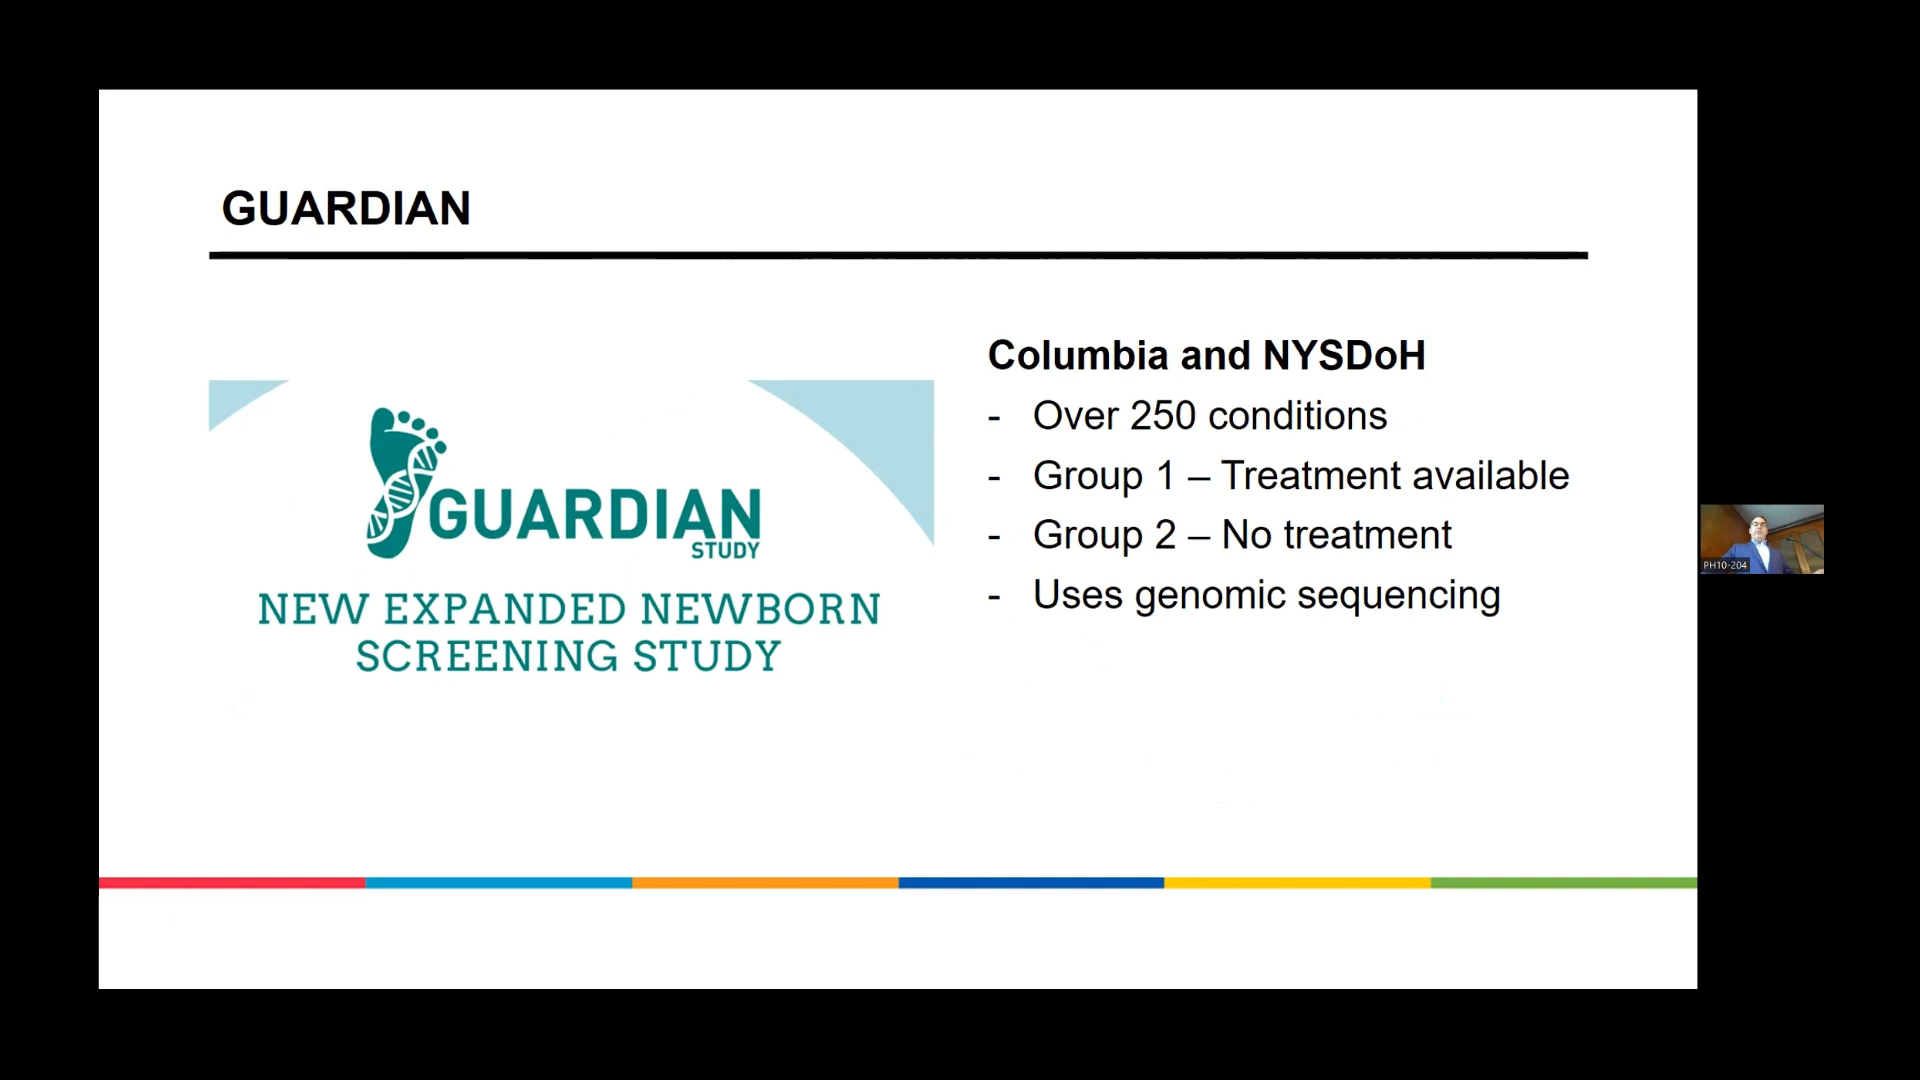 GUARDIAN
GUARDIAN
STUDY
NEW EXPANDED NEWBORN
SCREENING STUDY
Columbia and NYSDoH
- Over 250 conditions
- Group 1 – Treatment available
- Group 2 – No treatment
- Uses genomic sequencing
PH10-204